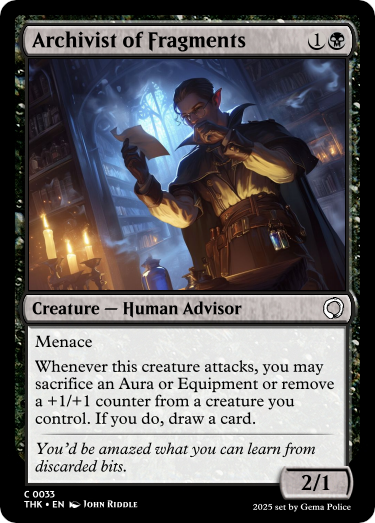 Archivist of Fragments 1
Creature — Human Advisor
Menace
Whenever this creature attacks, you may
sacrifice an Aura or Equipment or remove
a +1/+1 counter from a creature you
control. If you do, draw a card.
You’d be amazed what you can learn from
discarded bits.
2/1
C 0033
THK • EN JOHN RIDDLE
2025 set by Gema Police